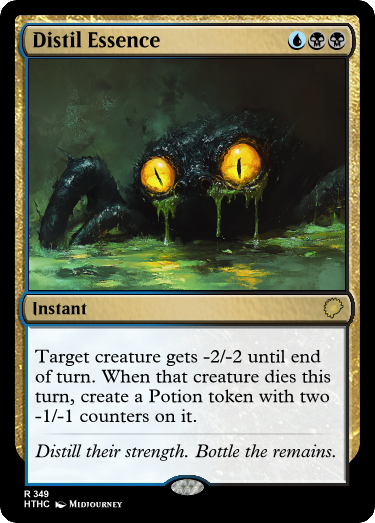 Distil Essence
Instant
Target creature gets -2/-2 until end
of turn. When that creature dies this
turn, create a Potion token with two
-1/-1 counters on it.
Distill their strength. Bottle the remains.
R 349
HTHC Midjourney